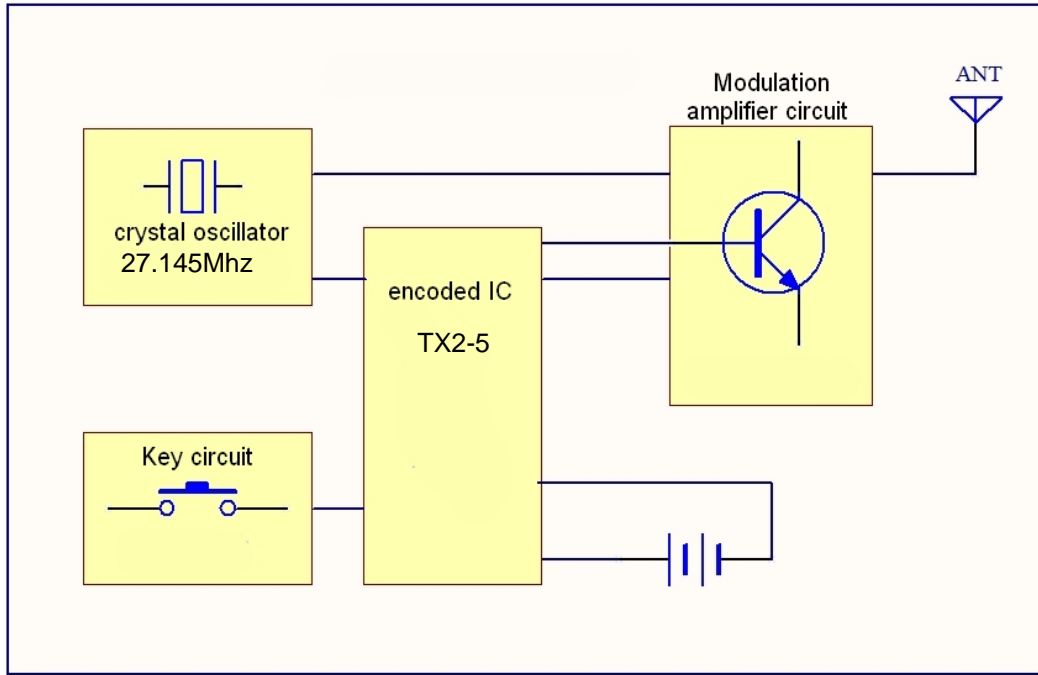 ANT
Modulation
amplifier circuit
crystal oscillator
27.145Mhz
encoded IC
TX2-5
Key circuit